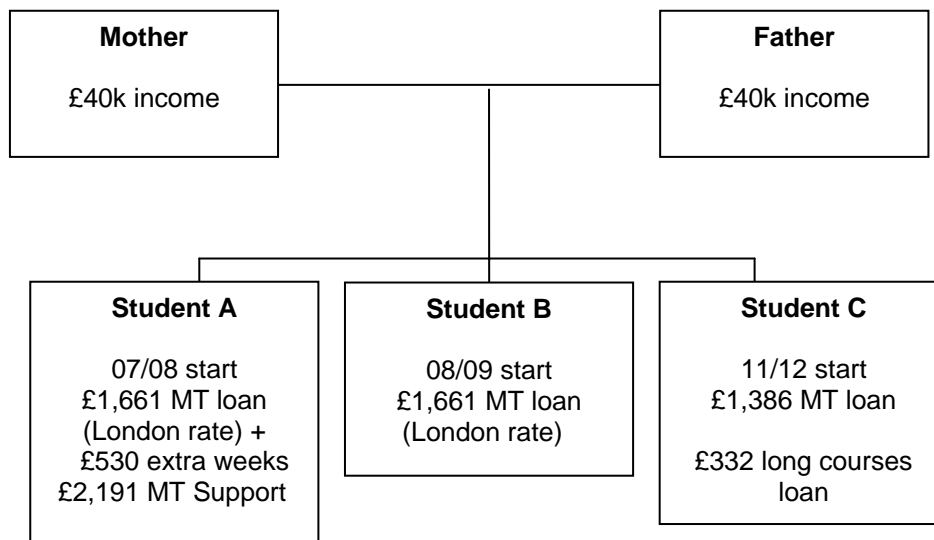 Mother
£40k income
Father
£40k income
Student A
07/08 start
£1,661 MT loan
(London rate) +
£530 extra weeks
£2,191 MT Support
Student B
08/09 start
£1,661 MT loan
(London rate)
Student C
11/12 start
£1,386 MT loan
£332 long courses
loan